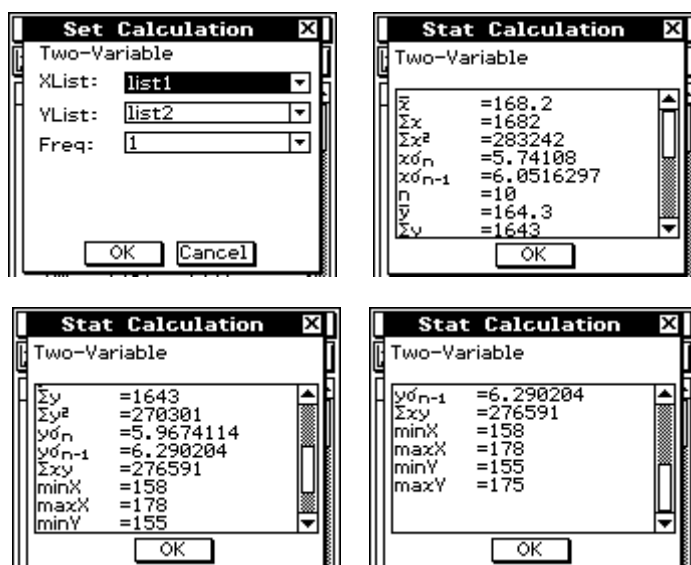 Set Calculation
Two-Variable
XList: list1
YList: list2
Freq: 1
OK Cancel
Stat Calculation
Two-Variable
x̄ =168.2
Σx =1682
Σx² =283242
xσn =5.74108
xσn-1 =6.0516297
n =10
ȳ =164.3
Σy =1643
OK
Stat Calculation
Two-Variable
Σy =1643
Σy² =270301
yσn =5.9674114
yσn-1 =6.290204
Σxy =276591
minX =158
maxX =178
minY =155
OK
Stat Calculation
Two-Variable
yσn-1 =6.290204
Σxy =276591
minX =158
maxX =178
minY =155
maxY =175
OK